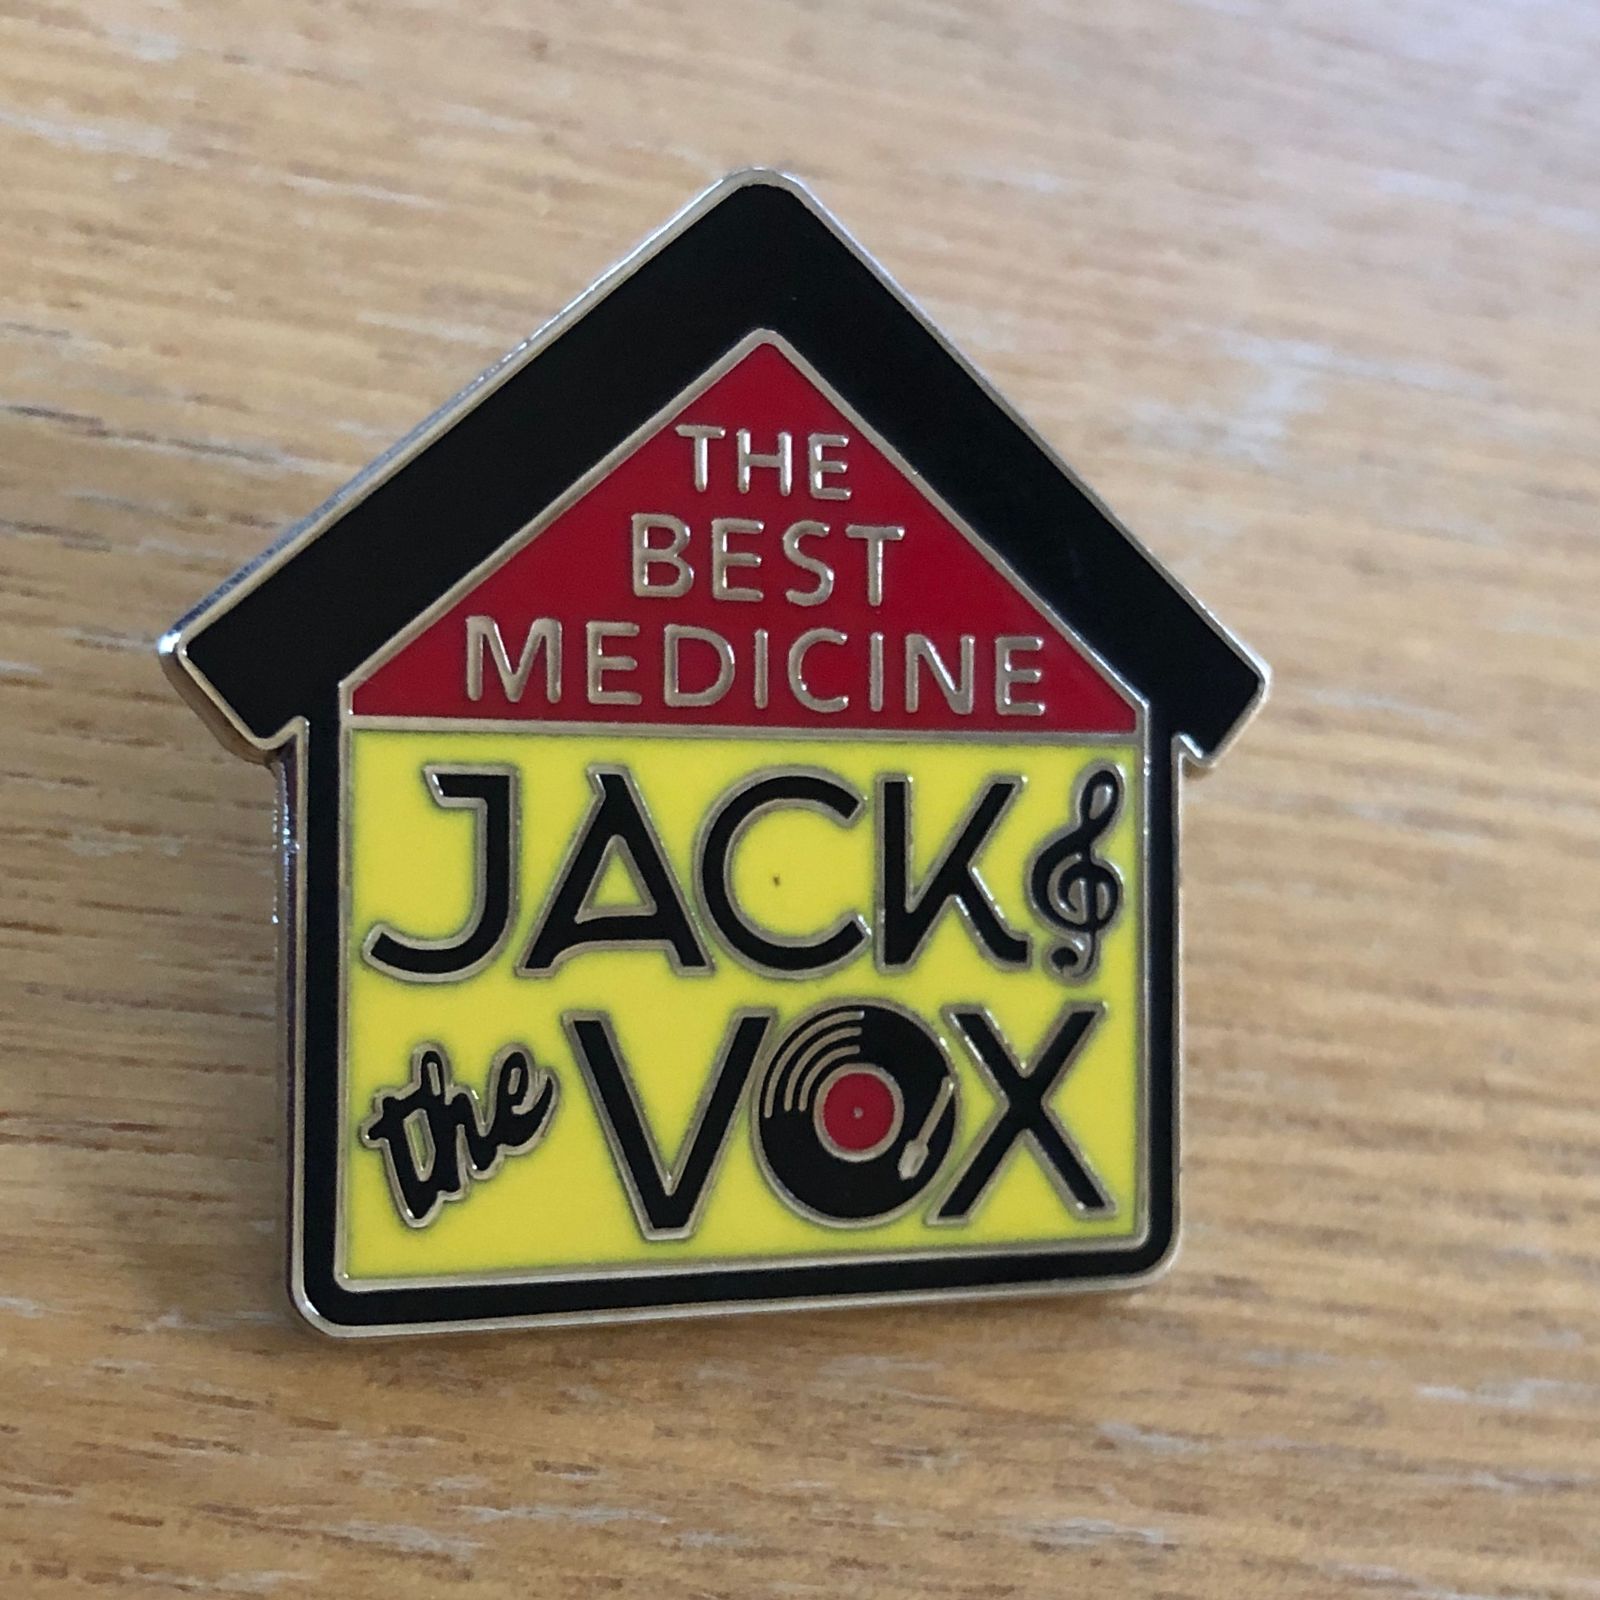 THE
BEST
MEDICINE
JACK &
the VOX